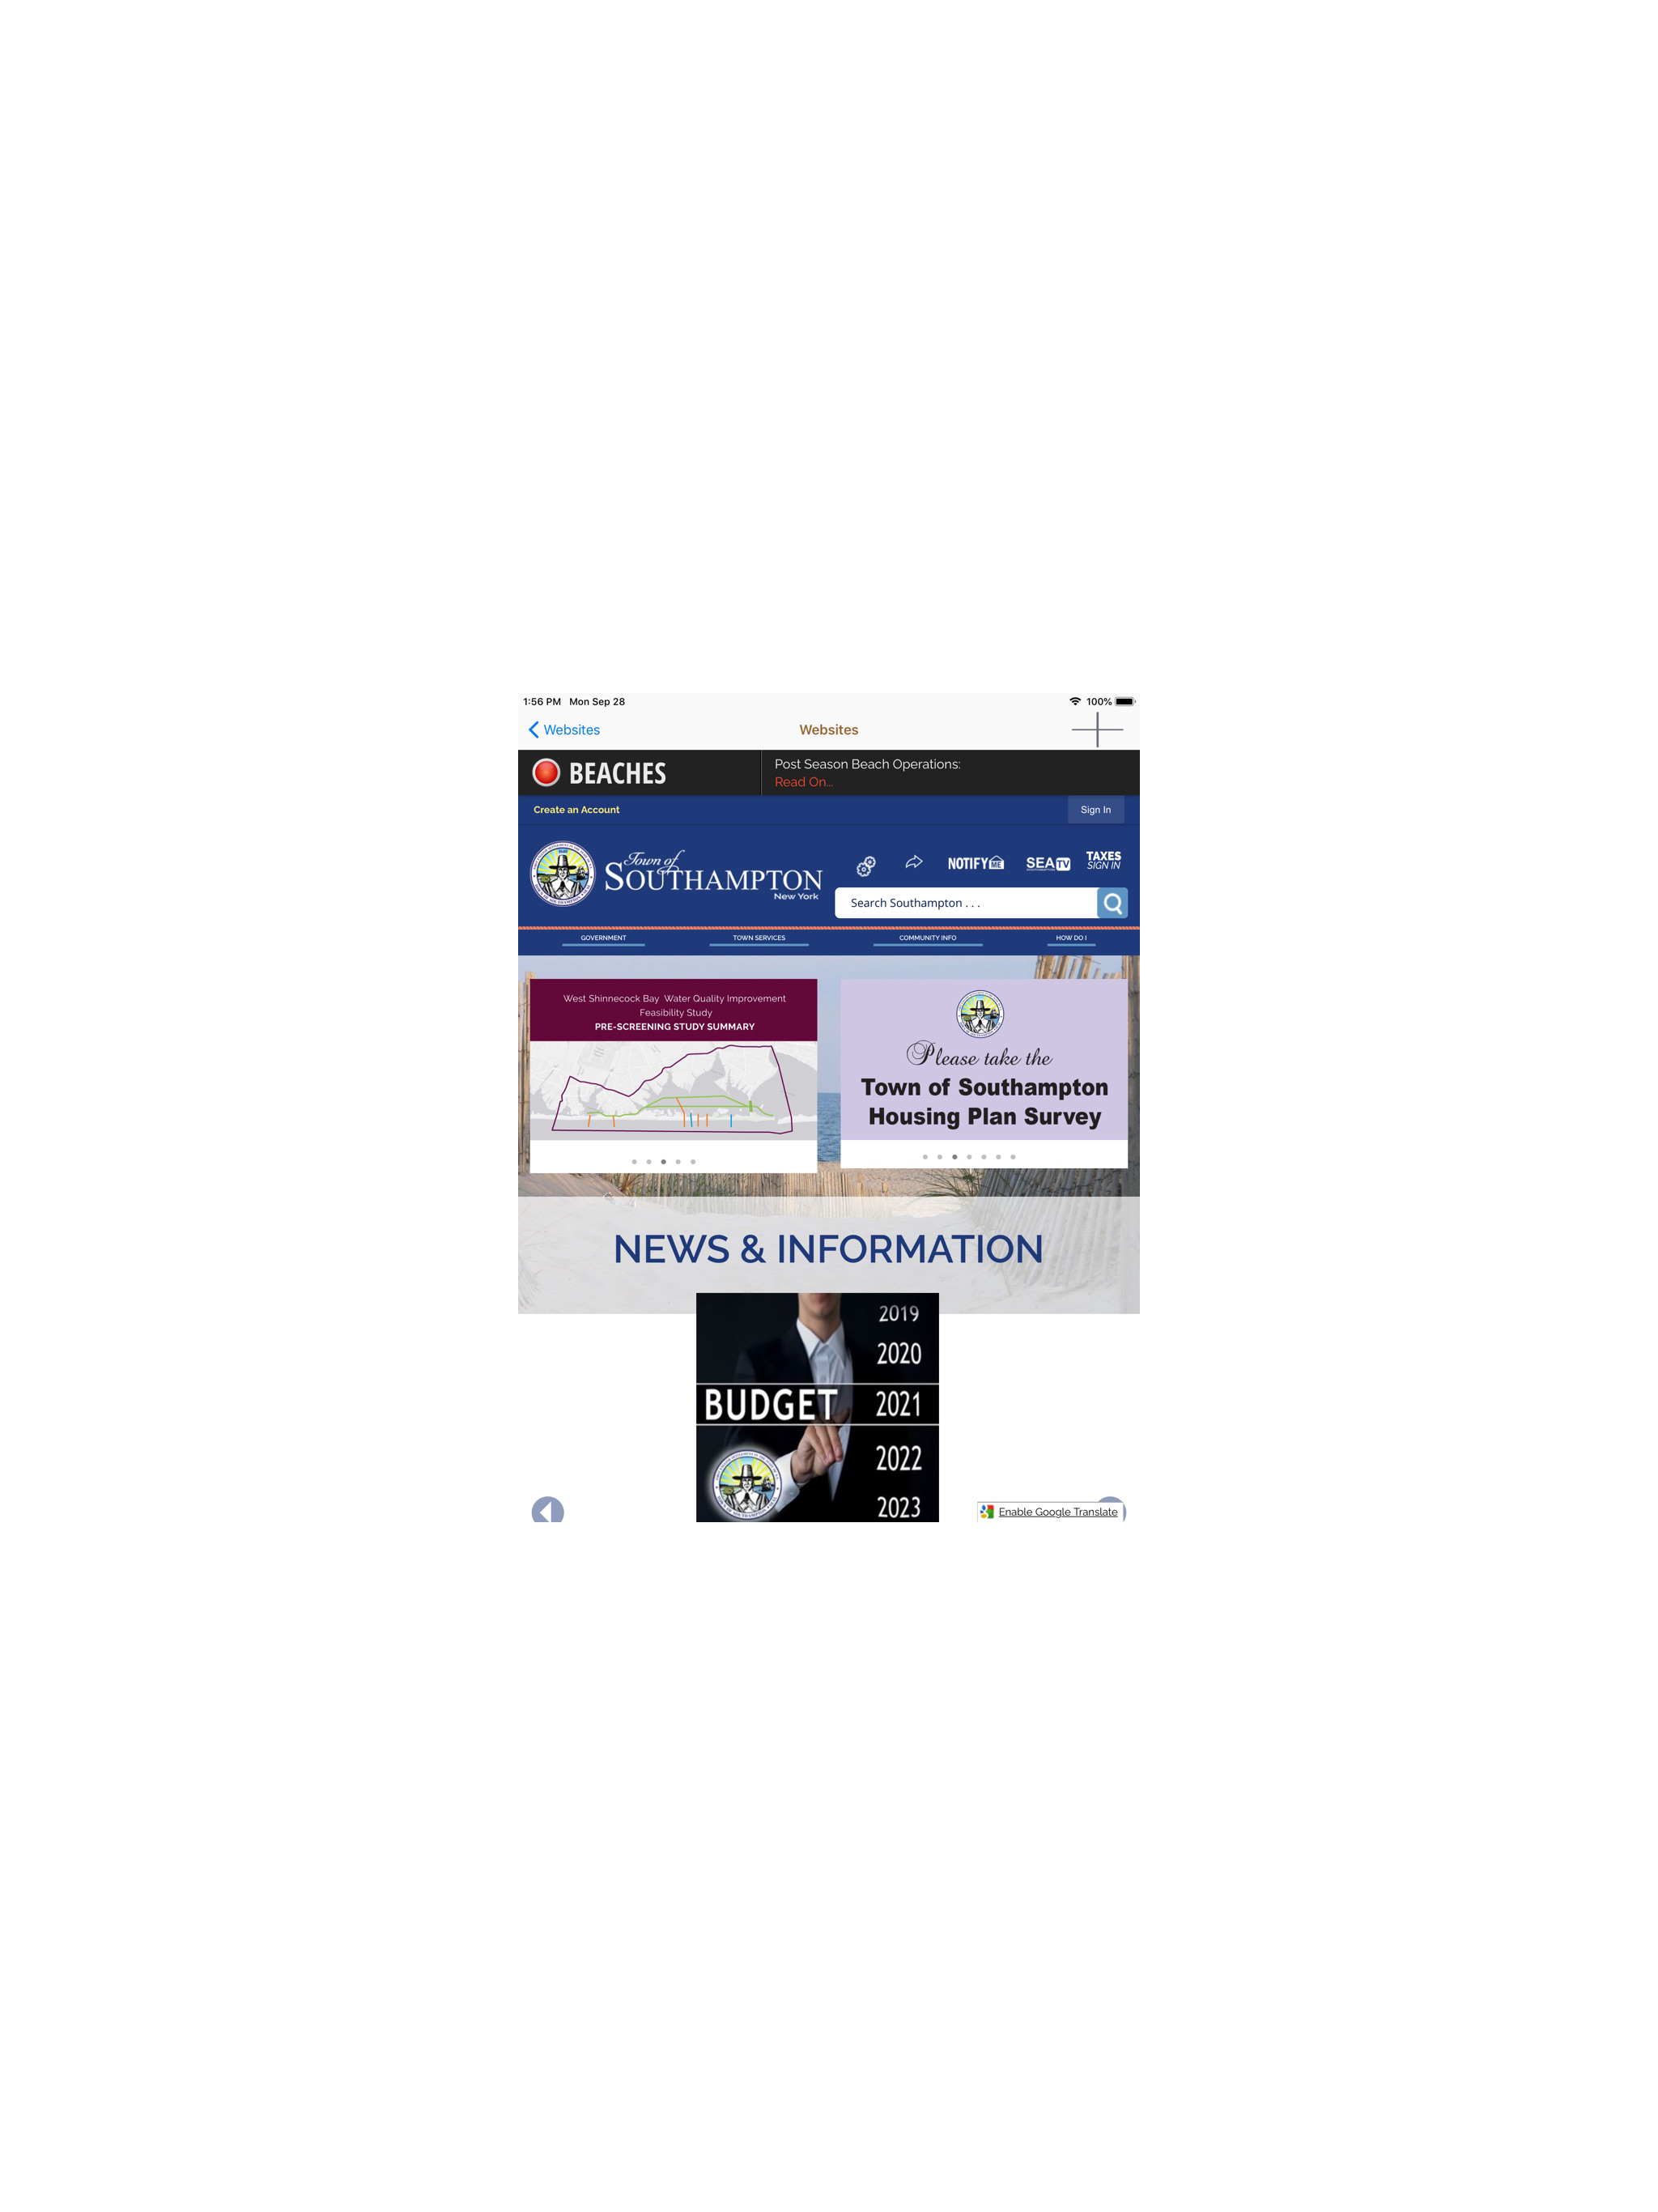 1:56 PM Mon Sep 28
100%
Websites
Websites
BEACHES
Post Season Beach Operations:
Read On...
Create an Account
Sign In
Town of
SOUTHAMPTON
New York
NOTIFY ME
SEA TV
TAXES
SIGN IN
Search Southampton . . .
GOVERNMENT
TOWN SERVICES
COMMUNITY INFO
HOW DO I
West Shinnecock Bay Water Quality Improvement
Feasibility Study
PRE-SCREENING STUDY SUMMARY
Please take the
Town of Southampton
Housing Plan Survey
NEWS & INFORMATION
2019
2020
BUDGET 2021
2022
2023
Enable Google Translate